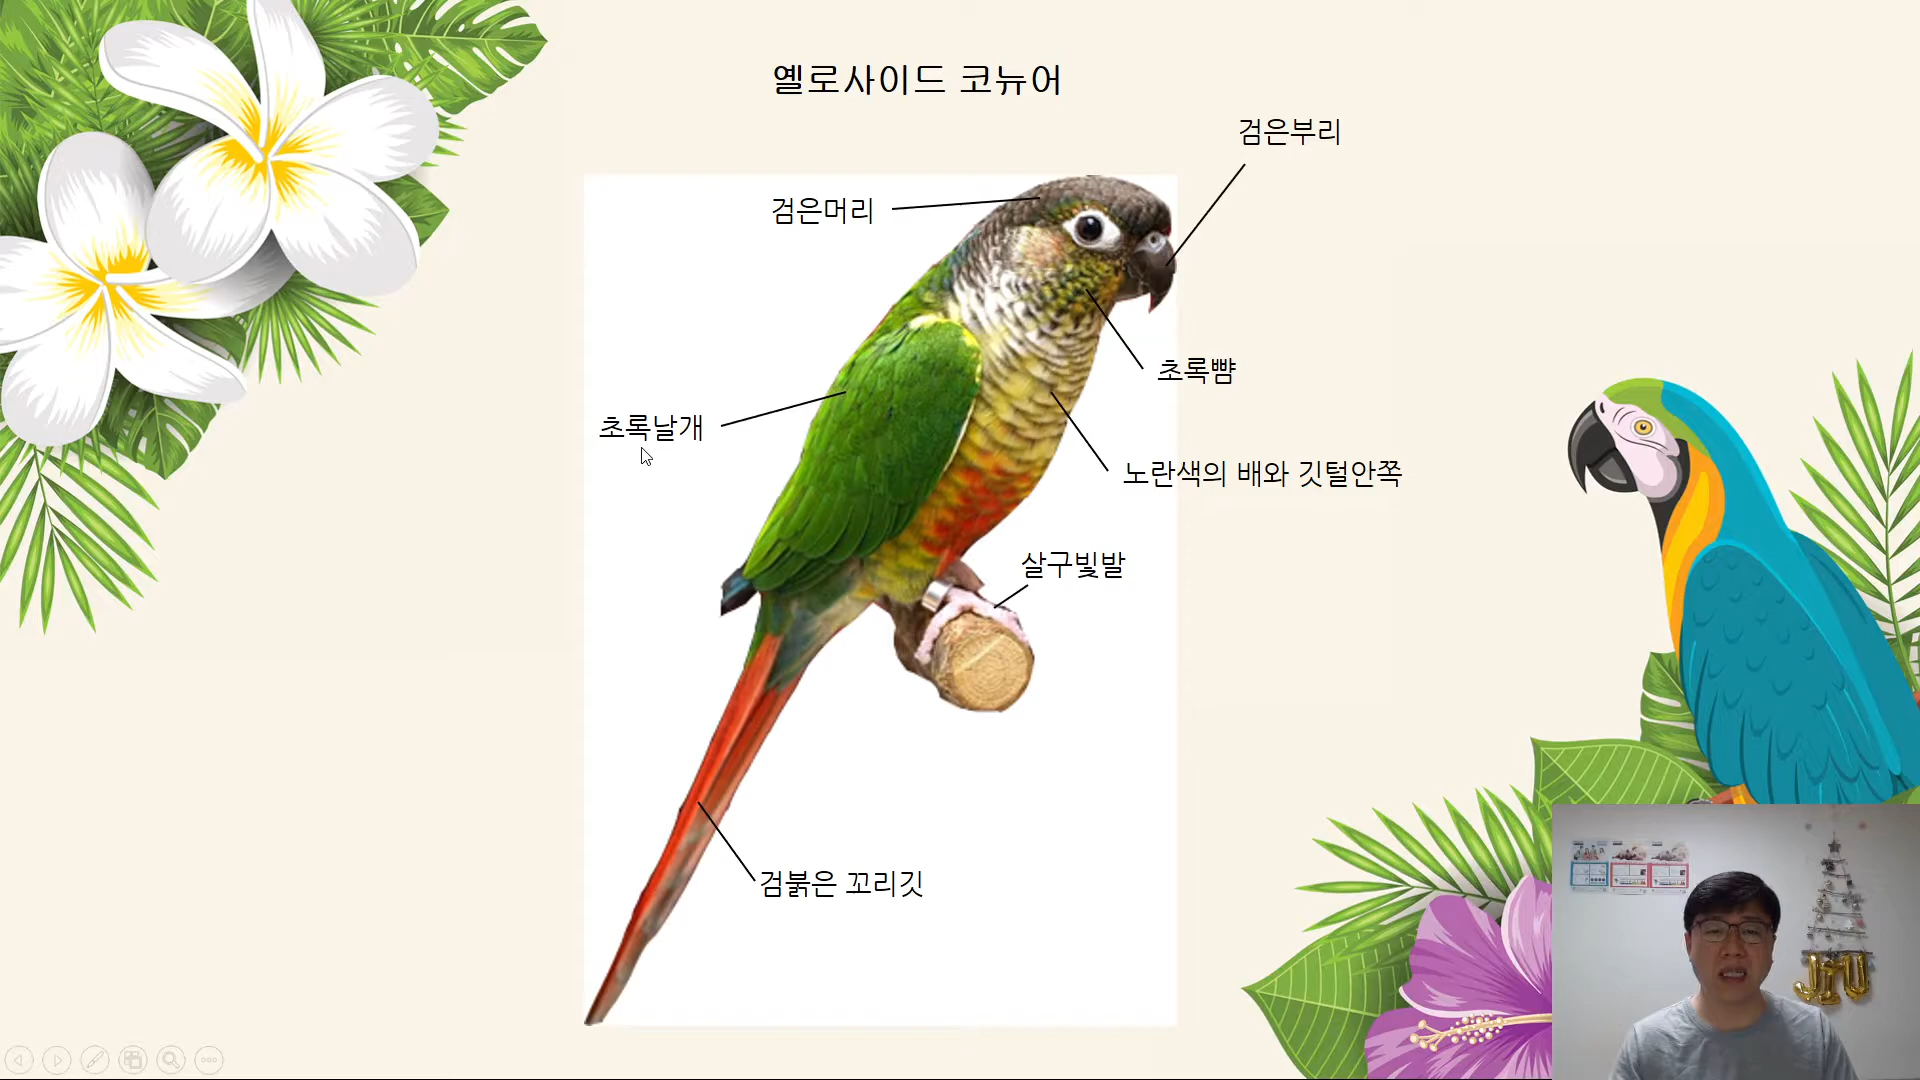 옐로사이드 코뉴어
검은부리
검은머리
초록뺨
초록날개
노란색의 배와 깃털안쪽
살구빛발
검붉은 꼬리깃